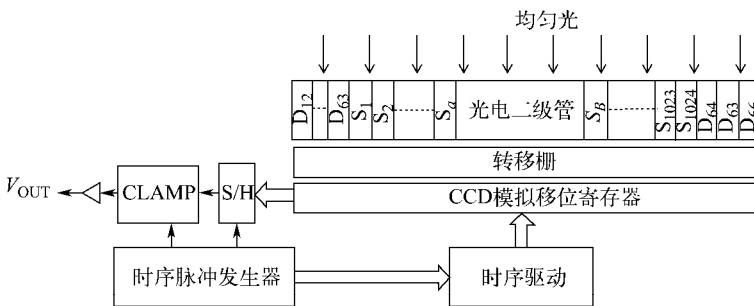 均匀光
D12 D63 S1 S2 Sa 光电二级管 SB S1023 S1024 D64 D63 D66
转移栅
VOUT CLAMP S/H CCD模拟移位寄存器
时序脉冲发生器 时序驱动